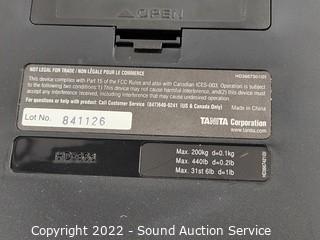 OPEN
NOT LEGAL FOR TRADE / NON LÉGALE POUR LE COMMERCE
HD3667901(0)
This device complies with Part 15 of the FCC Rules and also with Canadian ICES-003. Operation is subject to the
following two conditions:1) This device may not cause harmful interference, and(2) this device must
accept any interference received, including interference that may cause undesired operation.
For questions or help with product: Call Customer Service (847)640-9241 (US & Canada Only)
Made in China
Lot No. 841126
TANITA Corporation
www.tanita.com
Max. 200kg d=0.1kg
Max. 440lb d=0.2lb
Max. 31st 6lb d=1lb
Copyright 2022 - Sound Auction Service